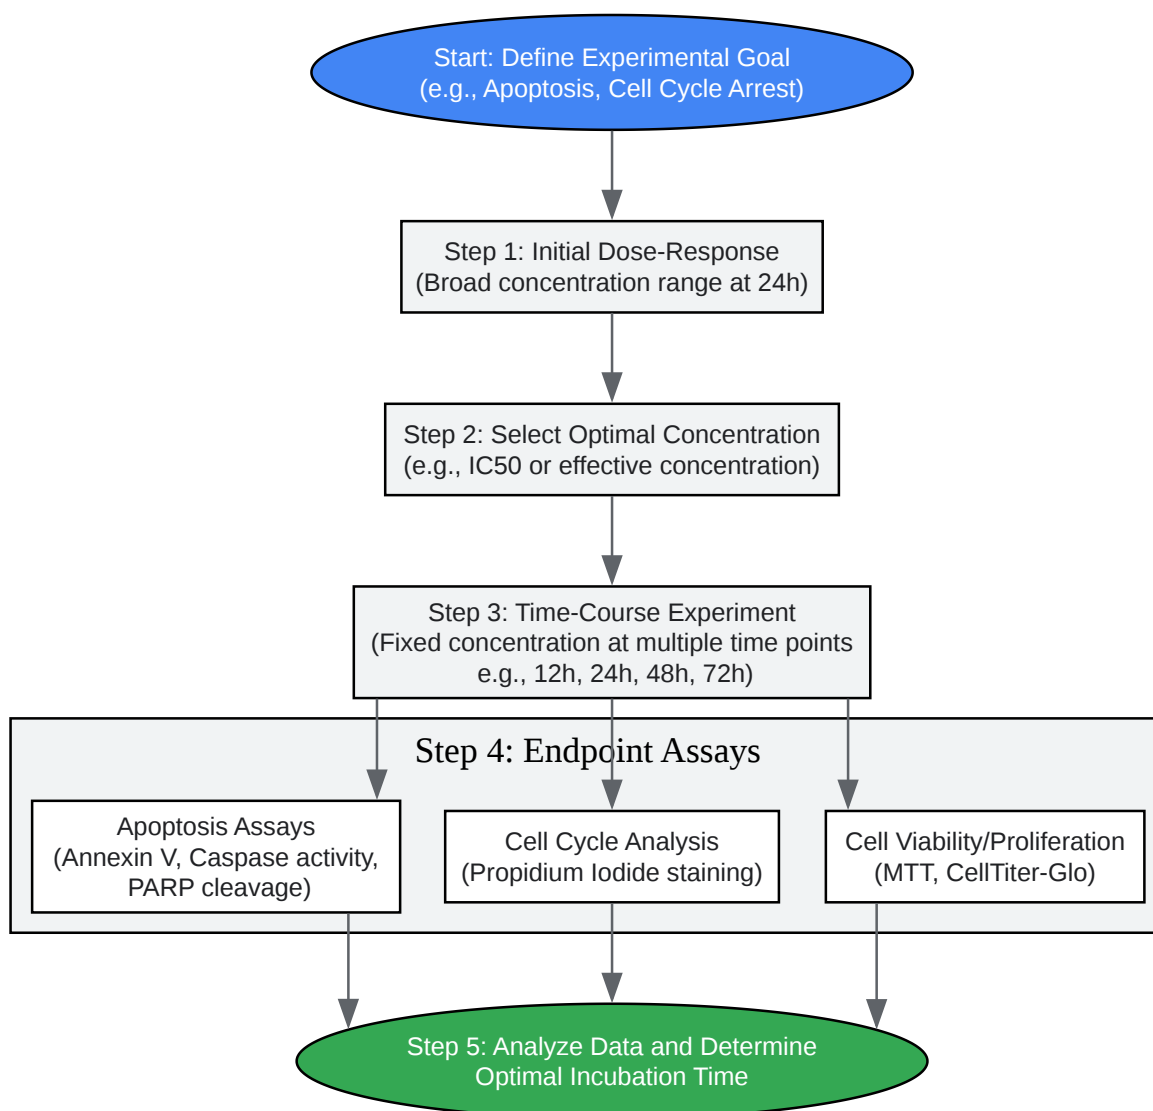 Start: Define Experimental Goal
(e.g., Apoptosis, Cell Cycle Arrest)
Step 1: Initial Dose-Response
(Broad concentration range at 24h)
Step 2: Select Optimal Concentration
(e.g., IC50 or effective concentration)
Step 3: Time-Course Experiment
(Fixed concentration at multiple time points
e.g., 12h, 24h, 48h, 72h)
Step 4: Endpoint Assays
Apoptosis Assays
(Annexin V, Caspase activity,
PARP cleavage)
Cell Cycle Analysis
(Propidium Iodide staining)
Cell Viability/Proliferation
(MTT, CellTiter-Glo)
Step 5: Analyze Data and Determine
Optimal Incubation Time